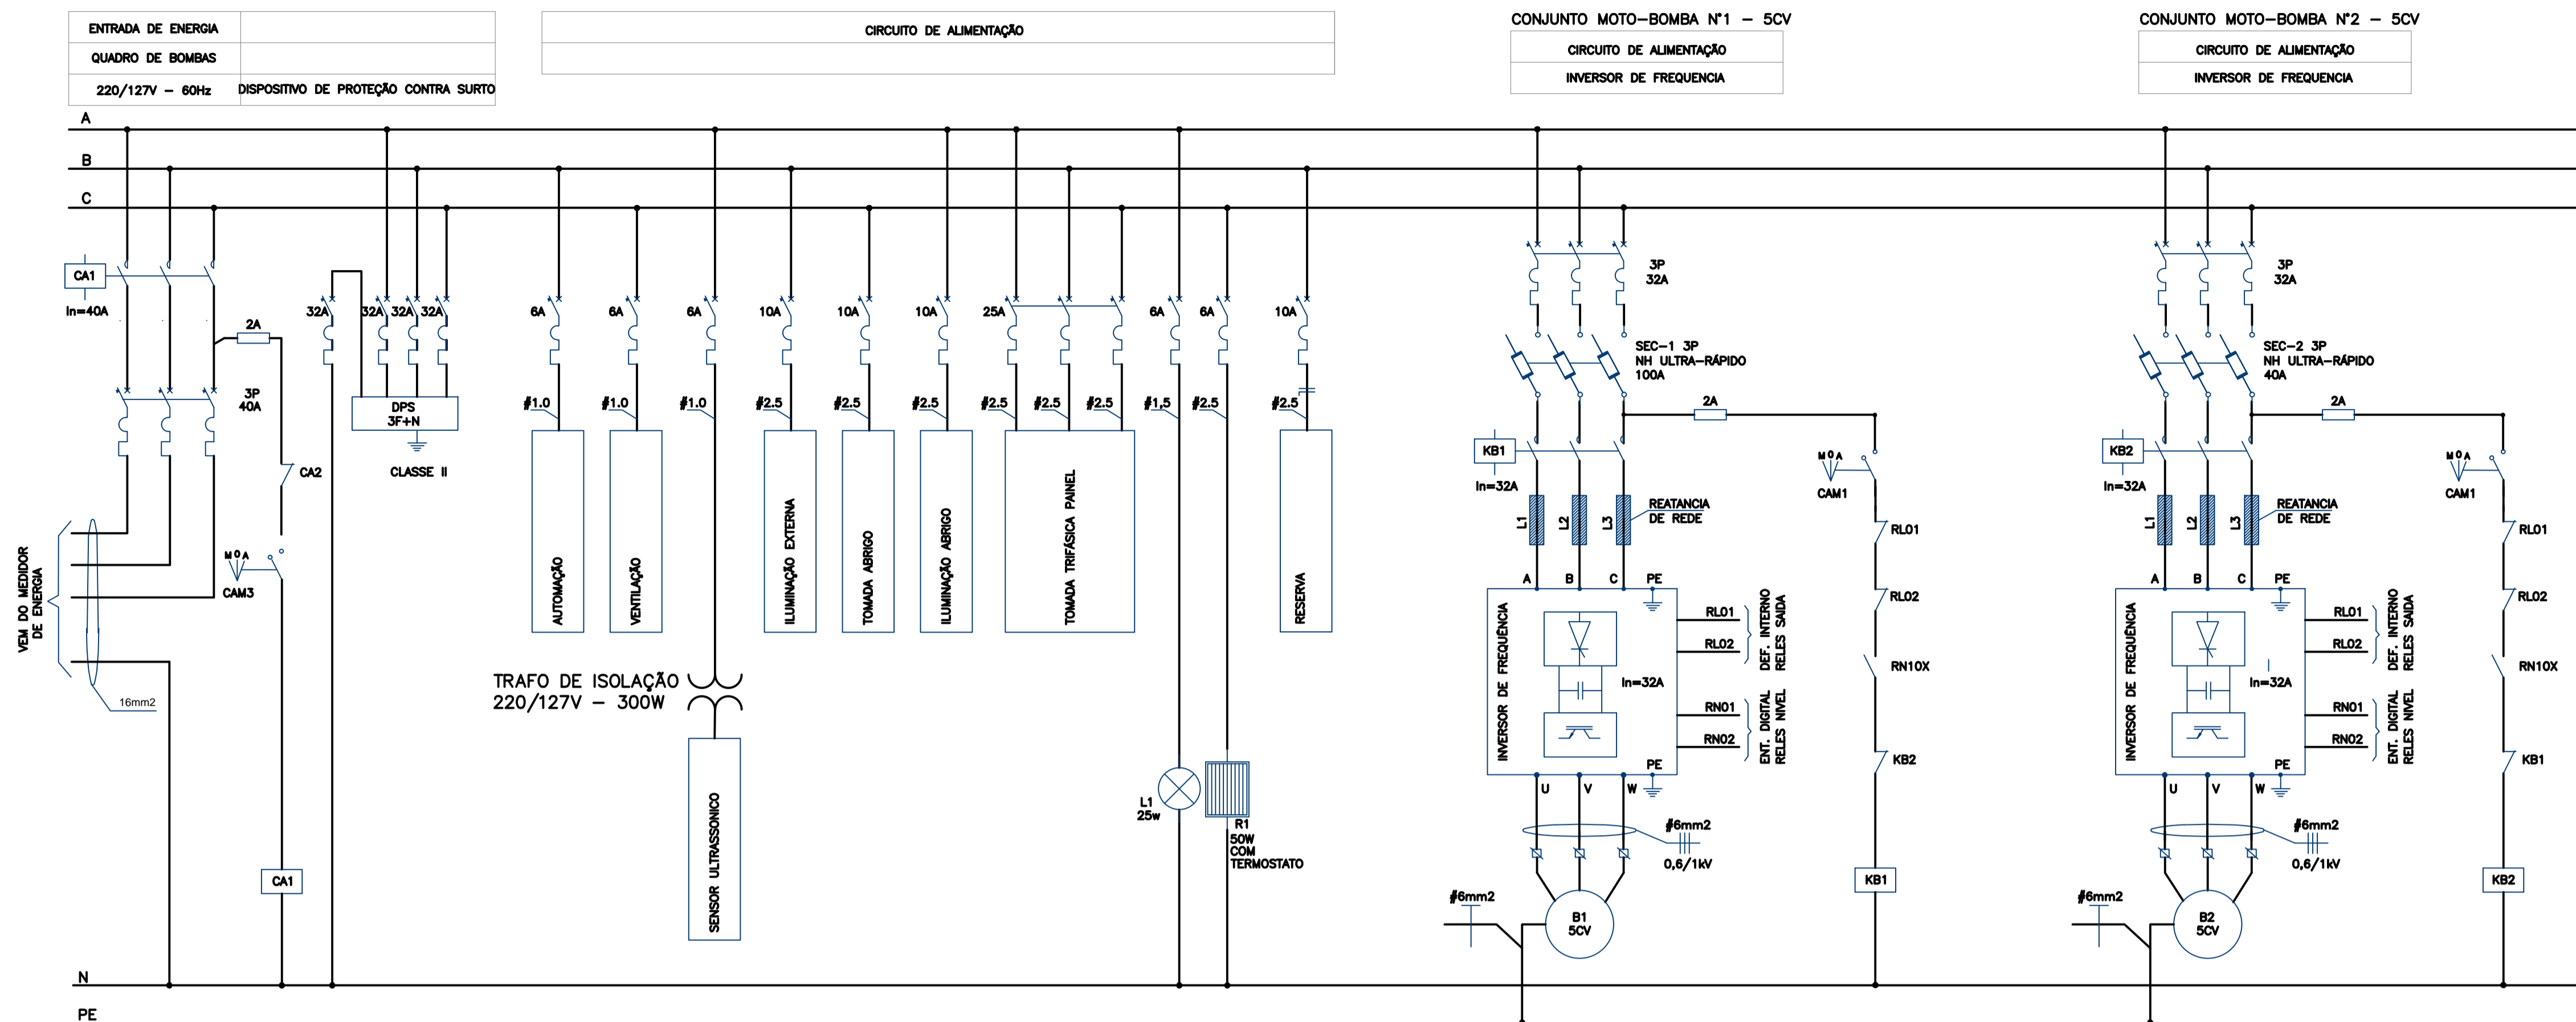 ENTRADA DE ENERGIA
QUADRO DE BOMBAS
220/127V - 60Hz
DISPOSITIVO DE PROTEÇÃO CONTRA SURTO
CIRCUITO DE ALIMENTAÇÃO
CONJUNTO MOTO-BOMBA N°1 - 5CV
CIRCUITO DE ALIMENTAÇÃO
INVERSOR DE FREQUENCIA
CONJUNTO MOTO-BOMBA N°2 - 5CV
CIRCUITO DE ALIMENTAÇÃO
INVERSOR DE FREQUENCIA
A
B
C
CA1
In=40A
2A
3P
40A
CA2
M 0 A
CAM3
VEM DO MEDIDOR
DE ENERGIA
16mm2
CA1
32A
32A
32A
32A
DPS
3F+N
CLASSE II
6A
#1.0
AUTOMAÇÃO
6A
#1.0
VENTILAÇÃO
6A
#1.0
TRAFO DE ISOLAÇÃO
220/127V - 300W
SENSOR ULTRASSONICO
10A
#2.5
ILUMINAÇÃO EXTERNA
10A
#2.5
TOMADA ABRIGO
10A
#2.5
ILUMINAÇÃO ABRIGO
25A
#2.5
#2.5
#2.5
TOMADA TRIFÁSICA PAINEL
6A
#1,5
L1
25w
6A
#2.5
R1
50W
COM
TERMOSTATO
10A
#2.5
RESERVA
3P
32A
SEC-1 3P
NH ULTRA-RÁPIDO
100A
2A
KB1
In=32A
L1
L2
L3
REATANCIA
DE REDE
A
B
C
PE
INVERSOR DE FREQUÊNCIA
In=32A
RL01
RL02
DEF. INTERNO
RELES SAIDA
RN01
RN02
ENT. DIGITAL
RELES NIVEL
PE
U
V
W
#6mm2
0,6/1kV
#6mm2
B1
5CV
M 0 A
CAM1
RL01
RL02
RN10X
KB2
KB1
3P
32A
SEC-2 3P
NH ULTRA-RÁPIDO
40A
2A
KB2
In=32A
L1
L2
L3
REATANCIA
DE REDE
A
B
C
PE
INVERSOR DE FREQUÊNCIA
In=32A
RL01
RL02
DEF. INTERNO
RELES SAIDA
RN01
RN02
ENT. DIGITAL
RELES NIVEL
PE
U
V
W
#6mm2
0,6/1kV
#6mm2
B2
5CV
M 0 A
CAM1
RL01
RL02
RN10X
KB1
KB2
N
PE